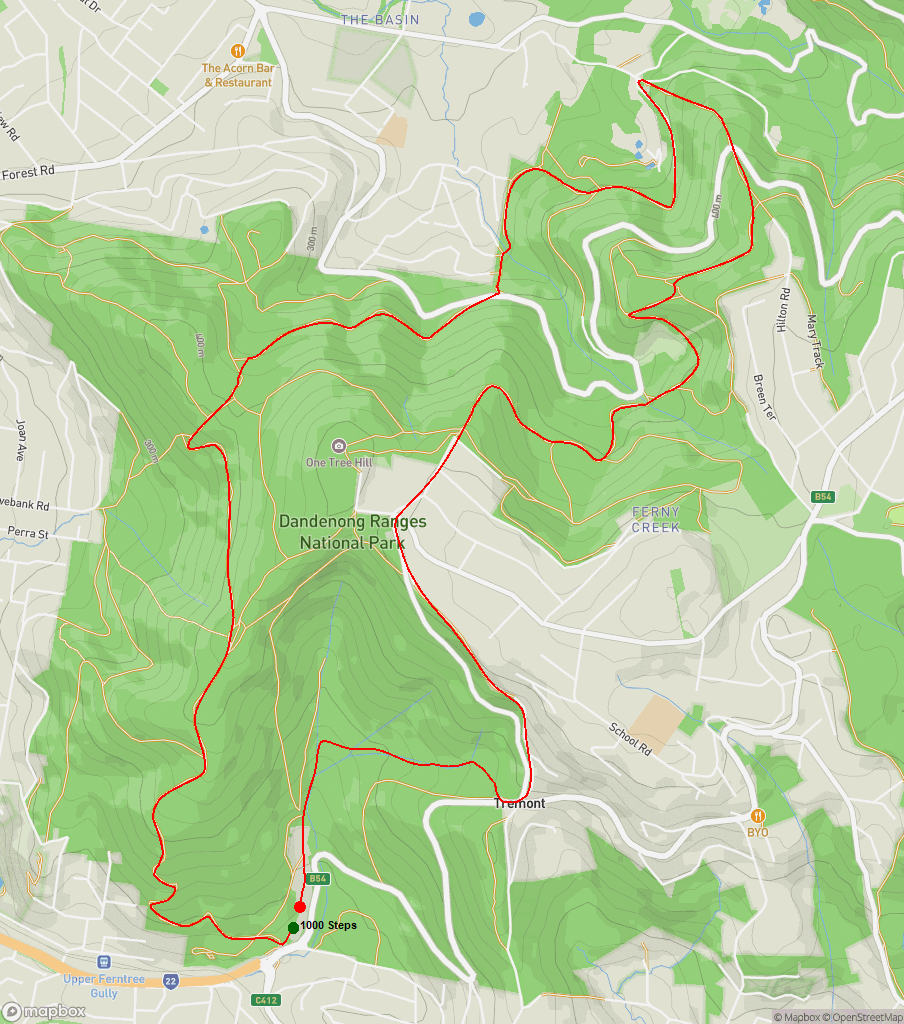 THE BASIN
The Acorn Bar
& Restaurant
Forest Rd
300 m
400 m
400 m
Hilton Rd
Mary Track
Breen Ter
Joan Ave
300 m
One Tree Hill
B54
Perra St
Dandenong Ranges
National Park
FERNY
CREEK
School Rd
Tremont
BYO
B54
1000 Steps
Upper Ferntree
Gully
22
C412
mapbox
© Mapbox © OpenStreetMap